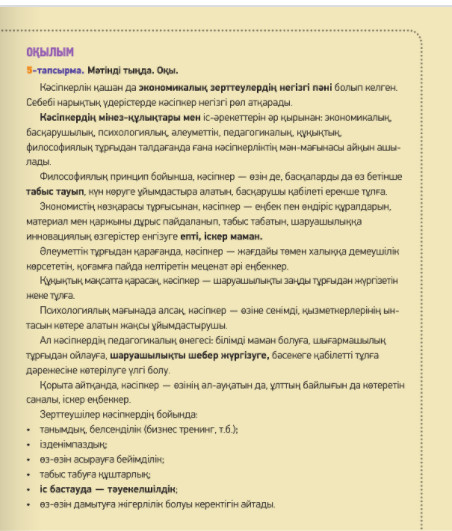 ОҚЫЛЫМ
5-тапсырма. Мәтінді тыңда. Оқы.
Кәсіпкерлік қашан да экономикалық зерттеулердің негізгі пәні болып келген.
Себебі нарықтық үдерістерде кәсіпкер негізгі рөл атқарады.
Кәсіпкердің мінез-құлықтары мен іс-әрекеттерін әр қырынан: экономикалық,
басқарушылық, психологиялық, әлеуметтік, педагогикалық, құқықтық,
философиялық тұрғыдан талдағанда ғана кәсіпкерліктің мән-мағынасы айқын ашы-
лады.
Философиялық принцип бойынша, кәсіпкер — өзін де, басқаларды да өз бетінше
табыс тауып, күн көруге ұйымдастыра алатын, басқарушы қабілеті ерекше тұлға.
Экономистің көзқарасы тұрғысынан, кәсіпкер — еңбек пен өндіріс құралдарын,
материал мен қаржыны дұрыс пайдаланып, табыс табатын, шаруашылыққа
инновациялық өзгерістер енгізуге епті, іскер маман.
Әлеуметтік тұрғыдан қарағанда, кәсіпкер — жағдайы төмен халыққа демеушілік
көрсететін, қоғамға пайда келтіретін меценат әрі еңбеккер.
Құқықтық мақсатта қарасақ, кәсіпкер — шаруашылықты заңды тұрғыдан жүргізетін
жеке тұлға.
Психологиялық мағынада алсақ, кәсіпкер — өзіне сенімді, қызметкерлерінің ын-
тасын көтере алатын жақсы ұйымдастырушы.
Ал кәсіпкердің педагогикалық өнегесі: білімді маман болуға, шығармашылық
тұрғыдан ойлауға, шаруашылықты шебер жүргізуге, бәсекеге қабілетті тұлға
дәрежесіне көтерілуге үлгі болу.
Қорыта айтқанда, кәсіпкер — өзінің әл-ауқатын да, ұлттың байлығын да көтеретін
саналы, іскер еңбеккер.
Зерттеушілер кәсіпкердің бойында:
• танымдық, белсенділік (бизнес тренинг, т.б.);
• ізденімпаздық;
• өз-өзін асырауға бейімділік;
• табыс табуға құштарлық;
• іс бастауда — тәуекелшілдік;
• өз-өзін дамытуға жігерлілік болуы керектігін айтады.